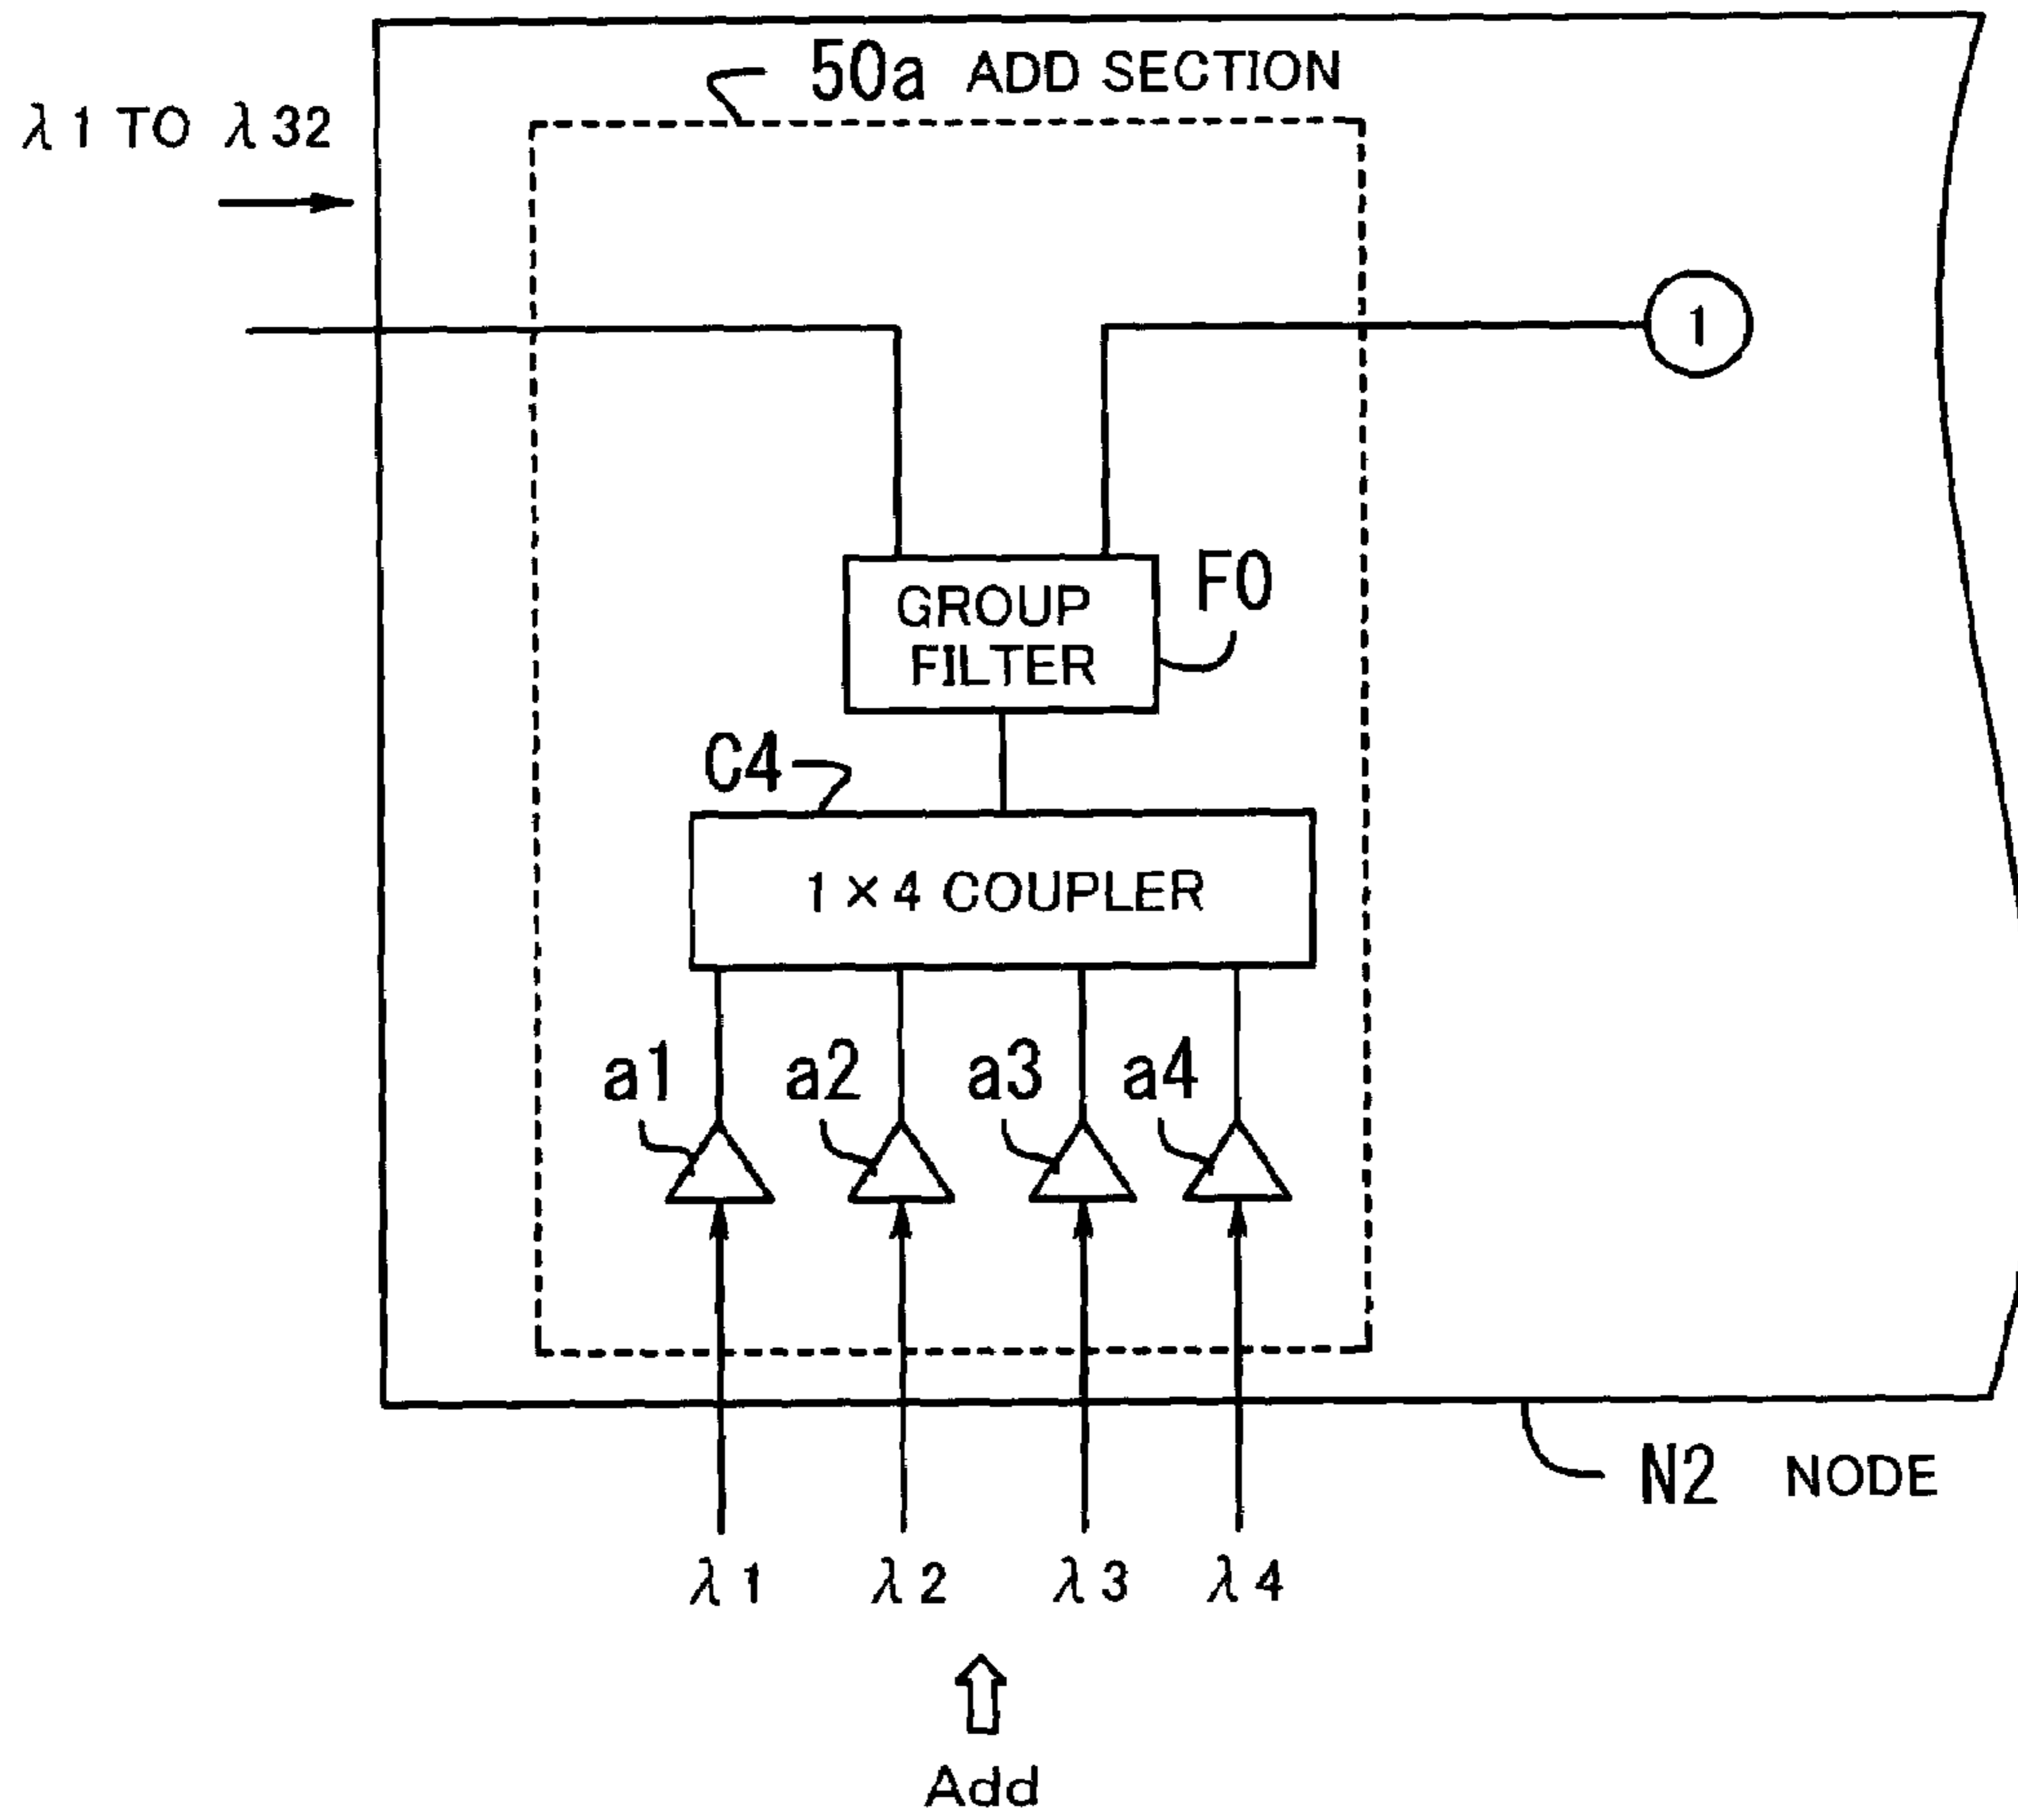 50a ADD SECTION
λ1 TO λ32
1
GROUP
FILTER
F0
C4
1×4 COUPLER
a1 a2 a3 a4
N2 NODE
λ1 λ2 λ3 λ4
Add